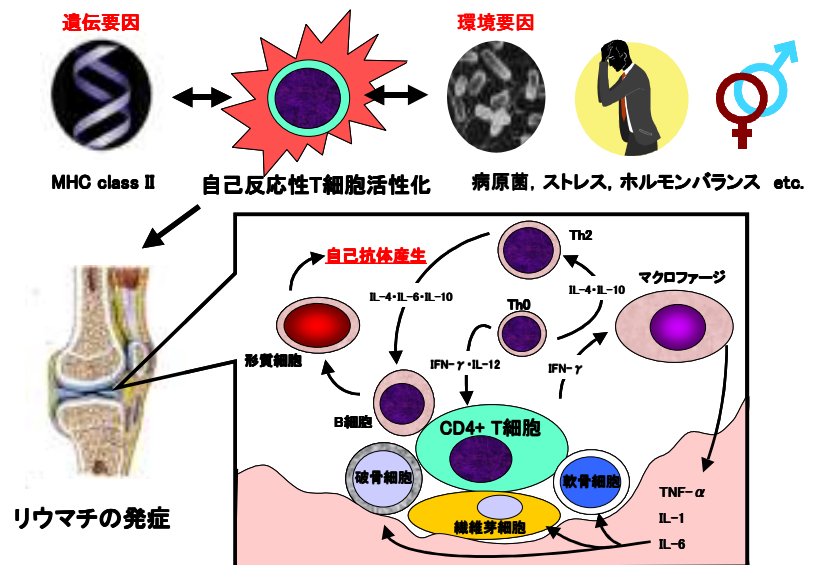 遺伝要因
環境要因
MHC class Ⅱ
自己反応性T細胞活性化
病原菌, ストレス, ホルモンバランス etc.
Th2
自己抗体産生
マクロファージ
IL-4・IL-6・IL-10
Th0
IL-4・IL-10
形質細胞
IFN-γ・IL-12
IFN-γ
B細胞
CD4+ T細胞
破骨細胞
軟骨細胞
TNF-α
リウマチの発症
繊維芽細胞
IL-1
IL-6